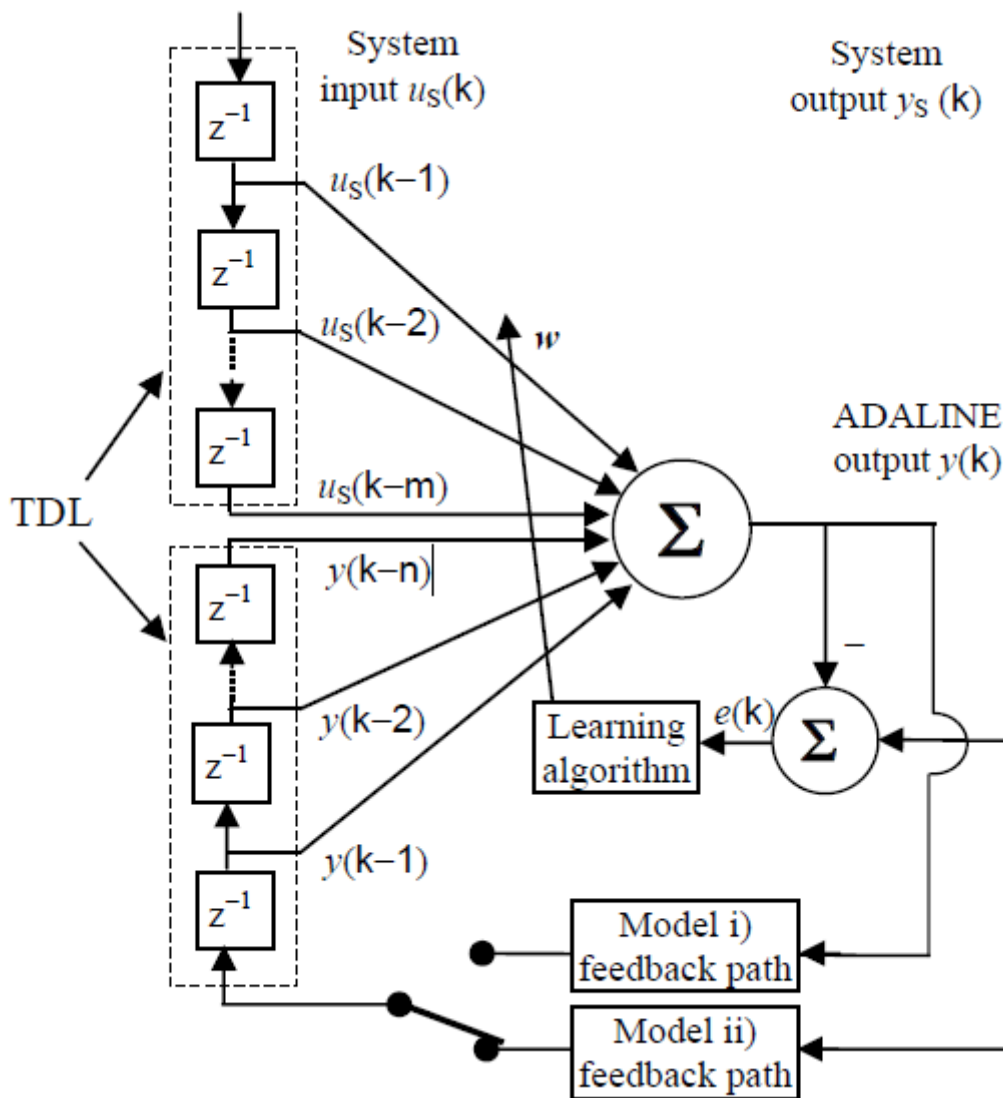 System
input uS(k)
System
output yS (k)
z−1
uS(k−1)
z−1
uS(k−2)
w
z−1
ADALINE
output y(k)
uS(k−m)
TDL
Σ
y(k−n)
z−1
−
y(k−2)
e(k)
Learning
algorithm
Σ
z−1
y(k−1)
z−1
Model i)
feedback path
Model ii)
feedback path